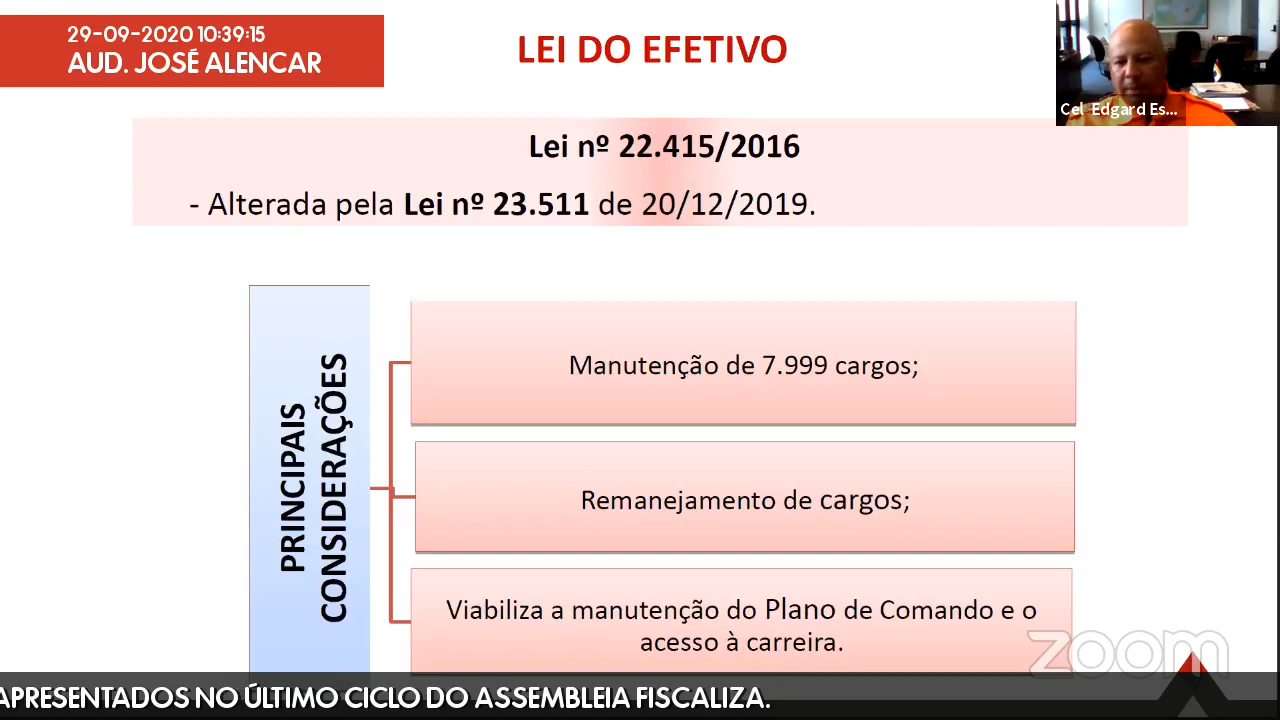 29-09-2020 10:39:15
AUD. JOSÉ ALENCAR
LEI DO EFETIVO
Cel Edgard Es...
Lei nº 22.415/2016
- Alterada pela Lei nº 23.511 de 20/12/2019.
PRINCIPAIS
CONSIDERAÇÕES
Manutenção de 7.999 cargos;
Remanejamento de cargos;
Viabiliza a manutenção do Plano de Comando e o
acesso à carreira.
zoom
APRESENTADOS NO ÚLTIMO CICLO DO ASSEMBLEIA FISCALIZA.